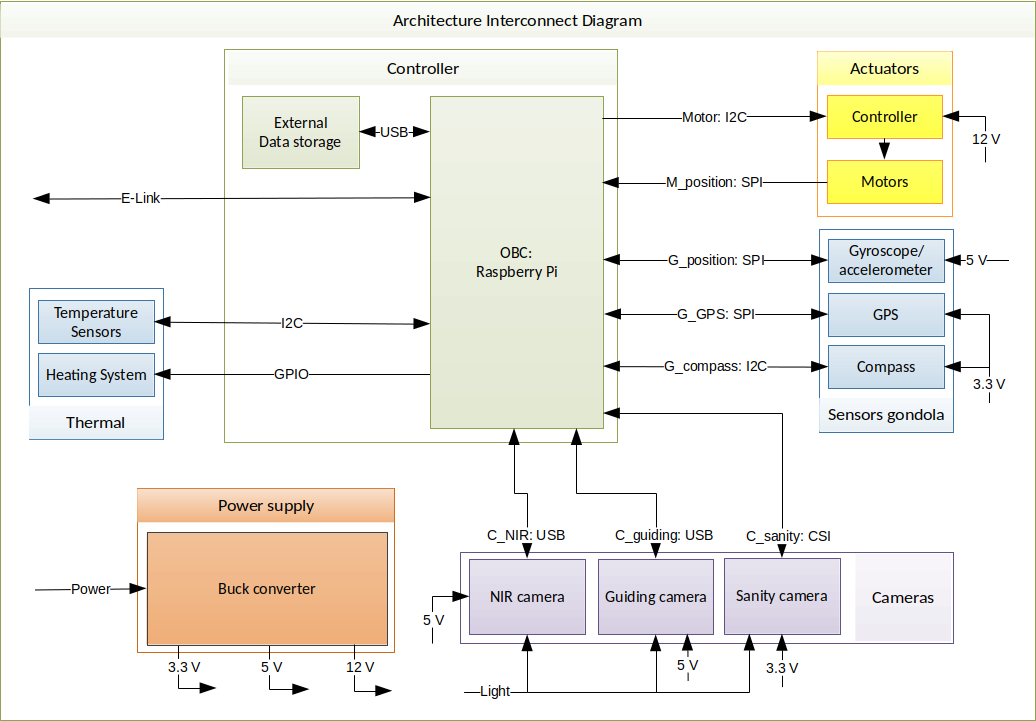 Architecture Interconnect Diagram
Controller
Actuators
External
Data storage
USB
Motor: I2C
Controller
12 V
M_position: SPI
Motors
E-Link
OBC:
Raspberry Pi
G_position: SPI
Gyroscope/
accelerometer
5 V
G_GPS: SPI
GPS
Temperature
Sensors
I2C
G_compass: I2C
Compass
3.3 V
Heating System
GPIO
Thermal
Sensors gondola
Power supply
C_NIR: USB
C_guiding: USB
C_sanity: CSI
Power
Buck converter
NIR camera
Guiding camera
Sanity camera
Cameras
5 V
3.3 V
5 V
12 V
5 V
3.3 V
Light